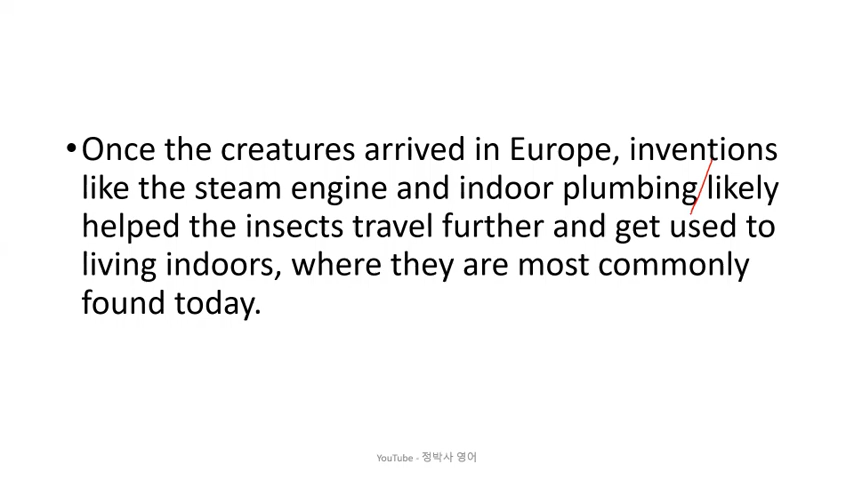 •Once the creatures arrived in Europe, inventions
like the steam engine and indoor plumbing likely
helped the insects travel further and get used to
living indoors, where they are most commonly
found today.
YouTube - 정박사 영어